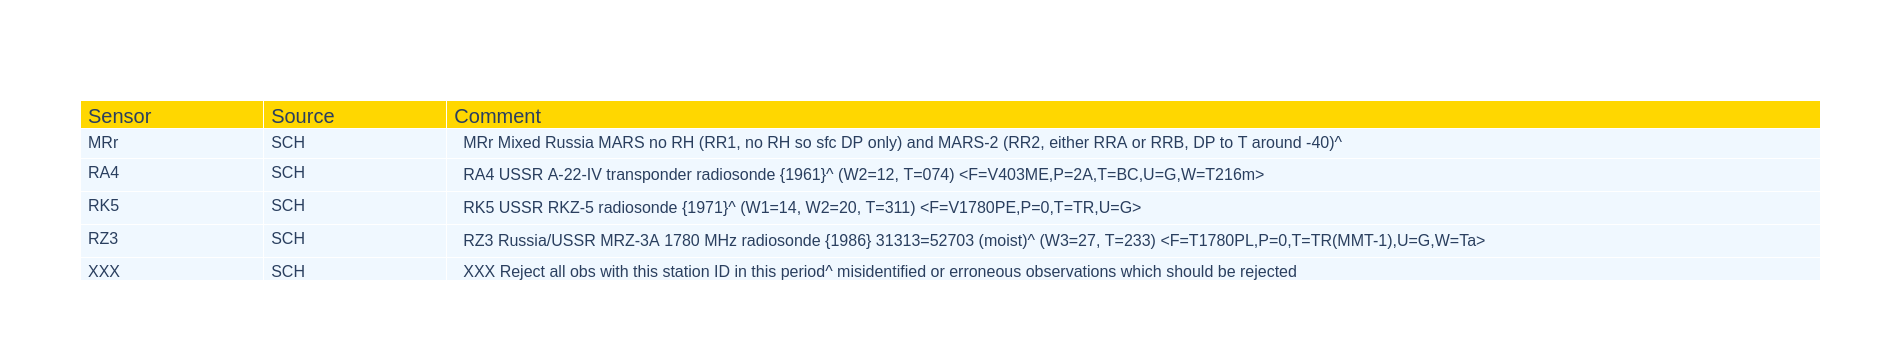 Sensor Source Comment
MRr SCH MRr Mixed Russia MARS no RH (RR1, no RH so sfc DP only) and MARS-2 (RR2, either RRA or RRB, DP to T around -40)^
RA4 SCH RA4 USSR A-22-IV transponder radiosonde {1961}^ (W2=12, T=074) <F=V403ME,P=2A,T=BC,U=G,W=T216m>
RK5 SCH RK5 USSR RKZ-5 radiosonde {1971}^ (W1=14, W2=20, T=311) <F=V1780PE,P=0,T=TR,U=G>
RZ3 SCH RZ3 Russia/USSR MRZ-3A 1780 MHz radiosonde {1986} 31313=52703 (moist)^ (W3=27, T=233) <F=T1780PL,P=0,T=TR(MMT-1),U=G,W=Ta>
XXX SCH XXX Reject all obs with this station ID in this period^ misidentified or erroneous observations which should be rejected